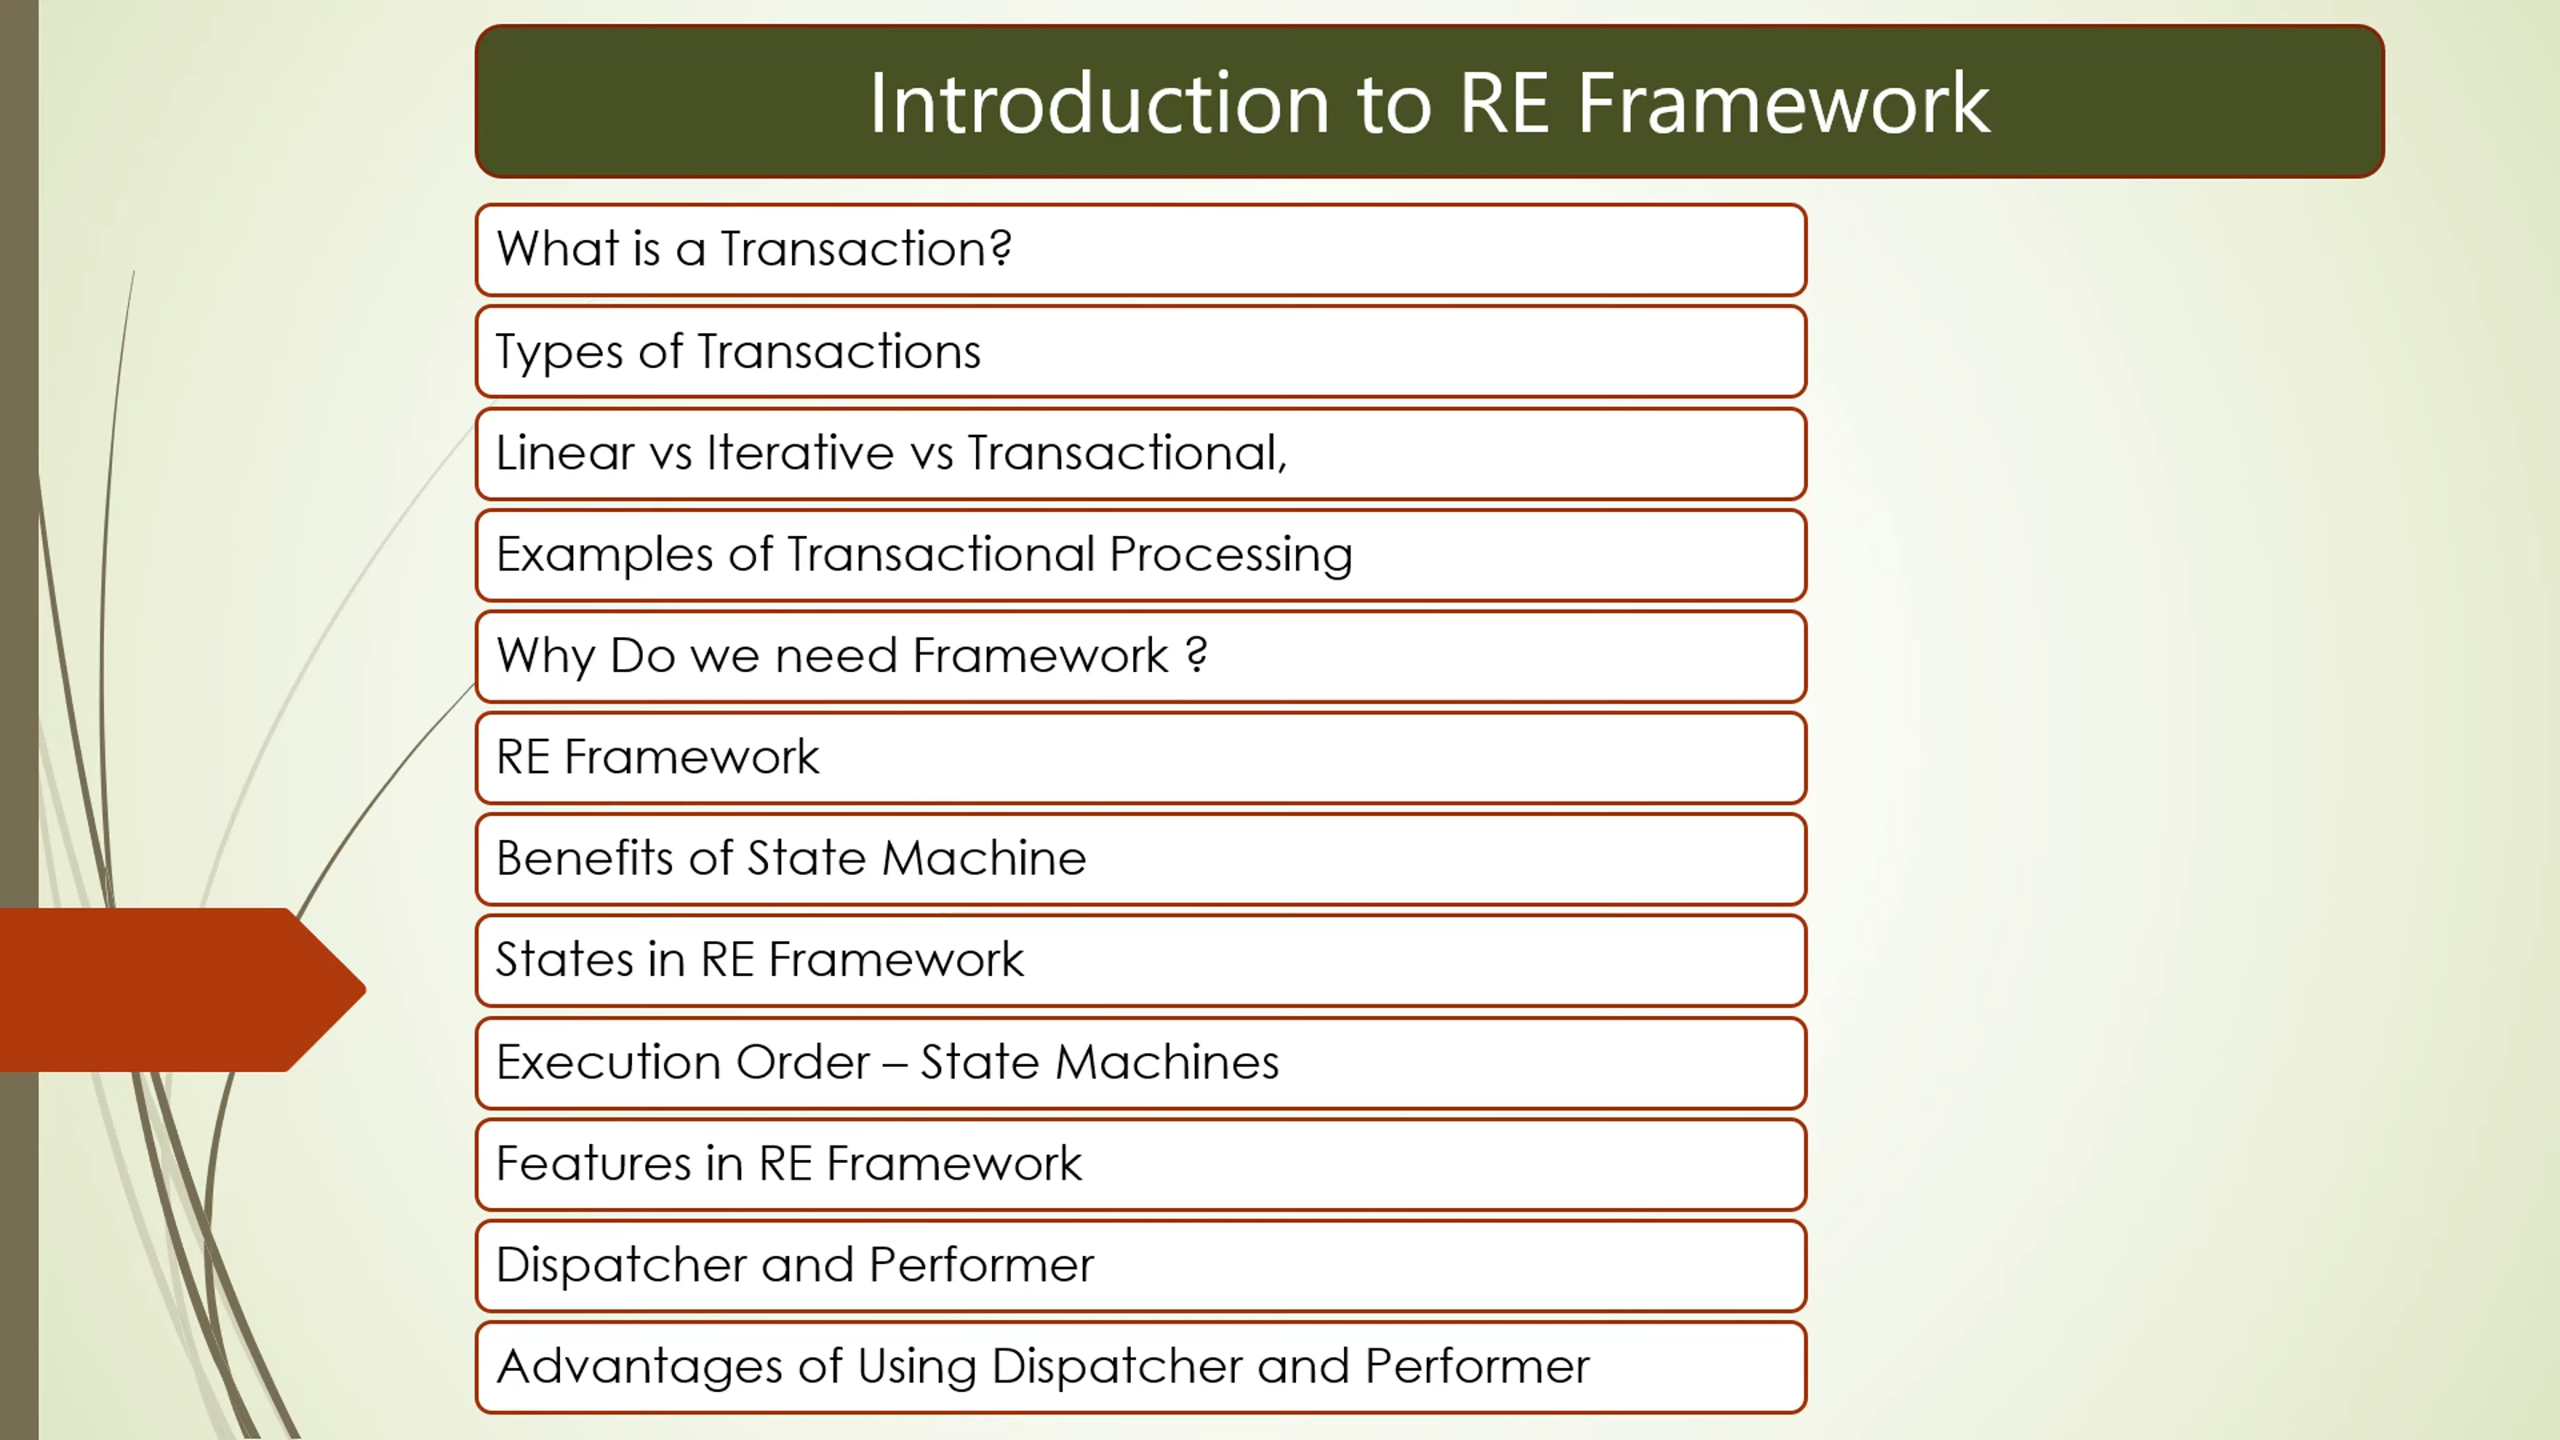 Introduction to RE Framework
What is a Transaction?
Types of Transactions
Linear vs Iterative vs Transactional,
Examples of Transactional Processing
Why Do we need Framework ?
RE Framework
Benefits of State Machine
States in RE Framework
Execution Order – State Machines
Features in RE Framework
Dispatcher and Performer
Advantages of Using Dispatcher and Performer